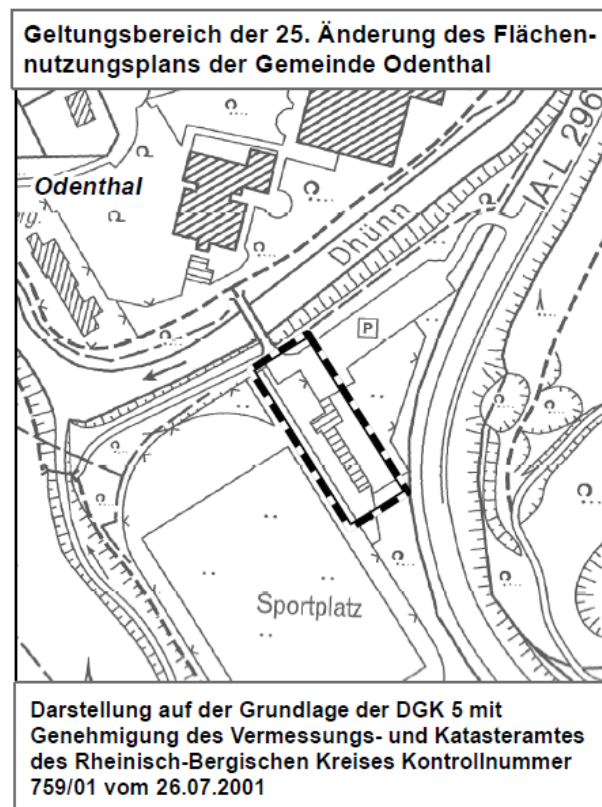 Geltungsbereich der 25. Änderung des Flächen-
nutzungsplans der Gemeinde Odenthal
Odenthal
Dhünn
IA-L 296
P
Sportplatz
Darstellung auf der Grundlage der DGK 5 mit
Genehmigung des Vermessungs- und Katasteramtes
des Rheinisch-Bergischen Kreises Kontrollnummer
759/01 vom 26.07.2001